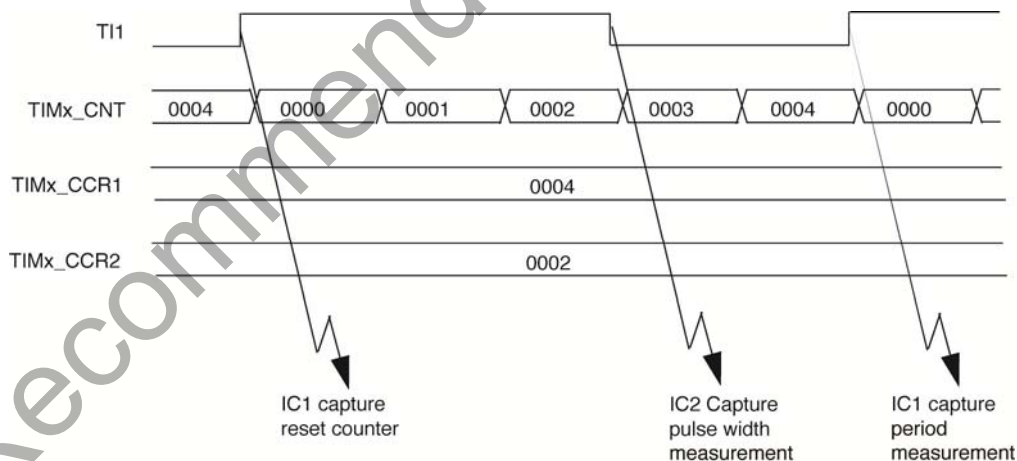 TI1
TIMx_CNT 0004 0000 0001 0002 0003 0004 0000
TIMx_CCR1 0004
TIMx_CCR2 0002
IC1 capture
reset counter
IC2 Capture
pulse width
measurement
IC1 capture
period
measurement
Recommend